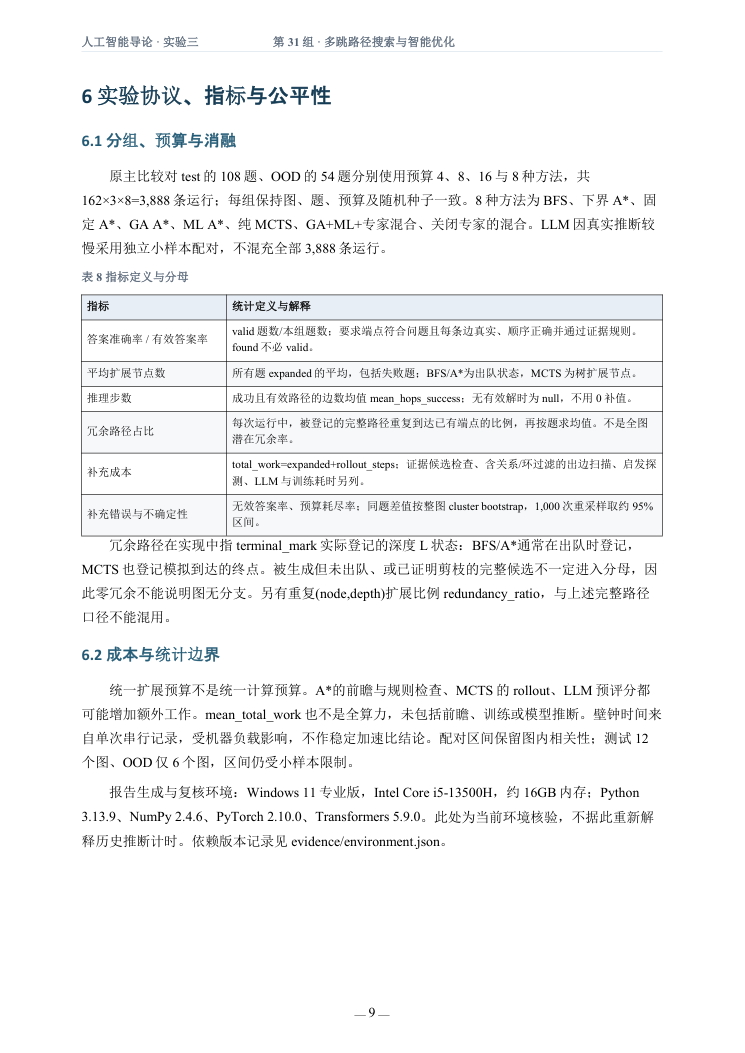 人工智能导论 · 实验三 第 31 组 · 多跳路径搜索与智能优化
6 实验协议、指标与公平性
6.1 分组、预算与消融
原主比较对 test 的 108 题、OOD 的 54 题分别使用预算 4、8、16 与 8 种方法，共
162×3×8=3,888 条运行；每组保持图、题、预算及随机种子一致。8 种方法为 BFS、下界 A*、固
定 A*、GA A*、ML A*、纯 MCTS、GA+ML+专家混合、关闭专家的混合。LLM 因真实推断较
慢采用独立小样本配对，不混充全部 3,888 条运行。
表 8 指标定义与分母
指标 统计定义与解释
答案准确率 / 有效答案率 valid 题数/本组题数；要求端点符合问题且每条边真实、顺序正确并通过证据规则。
found 不必 valid。
平均扩展节点数 所有题 expanded 的平均，包括失败题；BFS/A*为出队状态，MCTS 为树扩展节点。
推理步数 成功且有效路径的边数均值 mean_hops_success；无有效解时为 null，不用 0 补值。
冗余路径占比 每次运行中，被登记的完整路径重复到达已有端点的比例，再按题求均值。不是全图
潜在冗余率。
补充成本 total_work=expanded+rollout_steps；证据候选检查、含关系/环过滤的出边扫描、启发探
测、LLM 与训练耗时另列。
补充错误与不确定性 无效答案率、预算耗尽率；同题差值按整图 cluster bootstrap，1,000 次重采样取约 95%
区间。
冗余路径在实现中指 terminal_mark 实际登记的深度 L 状态：BFS/A*通常在出队时登记，
MCTS 也登记模拟到达的终点。被生成但未出队、或已证明剪枝的完整候选不一定进入分母，因
此零冗余不能说明图无分支。另有重复(node,depth)扩展比例 redundancy_ratio，与上述完整路径
口径不能混用。
6.2 成本与统计边界
统一扩展预算不是统一计算预算。A*的前瞻与规则检查、MCTS 的 rollout、LLM 预评分都
可能增加额外工作。mean_total_work 也不是全算力，未包括前瞻、训练或模型推断。壁钟时间来
自单次串行记录，受机器负载影响，不作稳定加速比结论。配对区间保留图内相关性；测试 12
个图、OOD 仅 6 个图，区间仍受小样本限制。
报告生成与复核环境：Windows 11 专业版，Intel Core i5-13500H，约 16GB 内存；Python
3.13.9、NumPy 2.4.6、PyTorch 2.10.0、Transformers 5.9.0。此处为当前环境核验，不据此重新解
释历史推断计时。依赖版本记录见 evidence/environment.json。
— 9 —